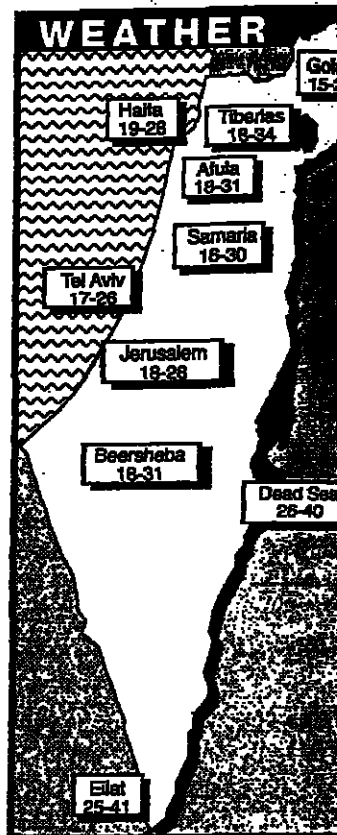 WEATHER
Haifa
19-28
Tiberias
18-34
Afula
18-31
Samaria
16-30
Tel Aviv
17-26
Jerusalem
18-28
Beersheba
18-31
Dead Sea
26-40
Eilat
25-41